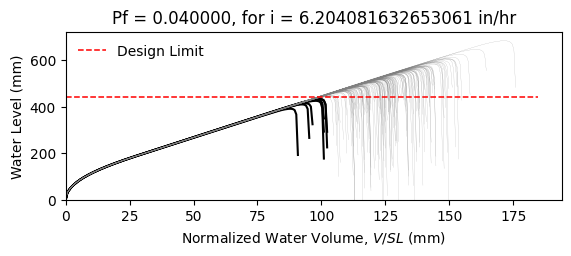 Pf = 0.040000, for i = 6.204081632653061 in/hr
Design Limit
Water Level (mm)
600
400
200
0
0 25 50 75 100 125 150 175
Normalized Water Volume, V/SL (mm)